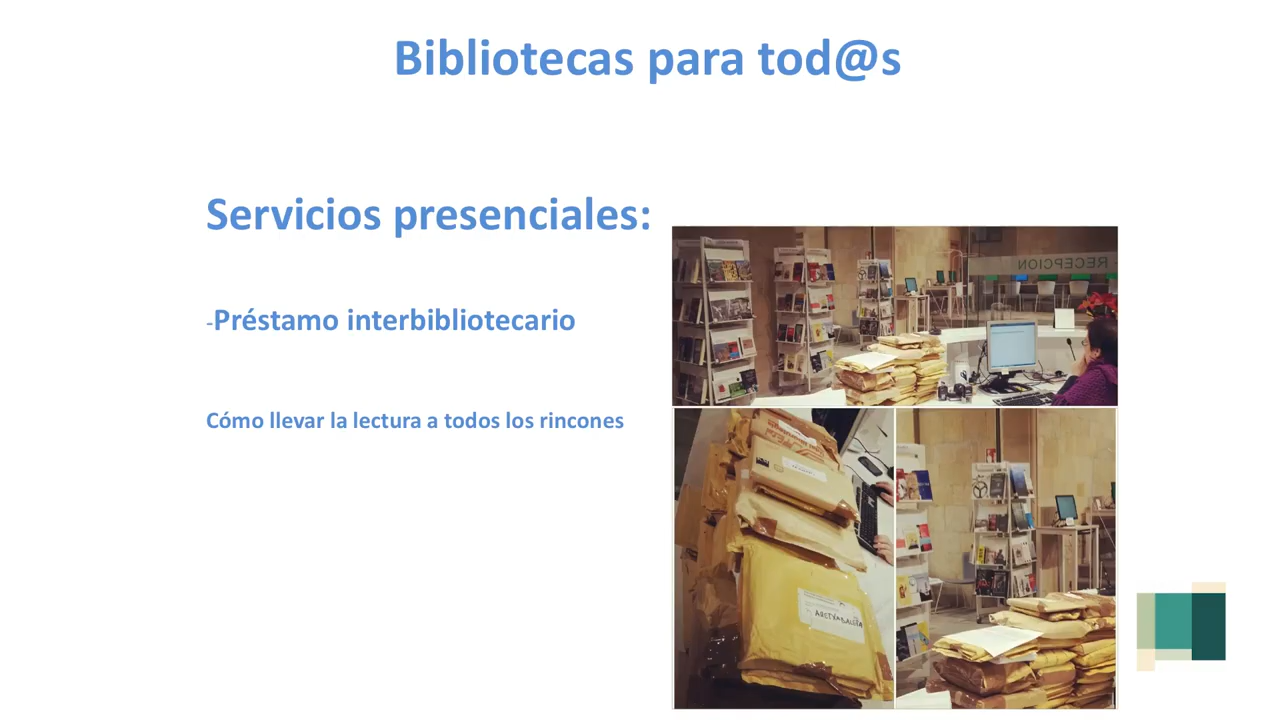 Bibliotecas para tod@s
Servicios presenciales:
-Préstamo interbibliotecario
Cómo llevar la lectura a todos los rincones
RECEPCION